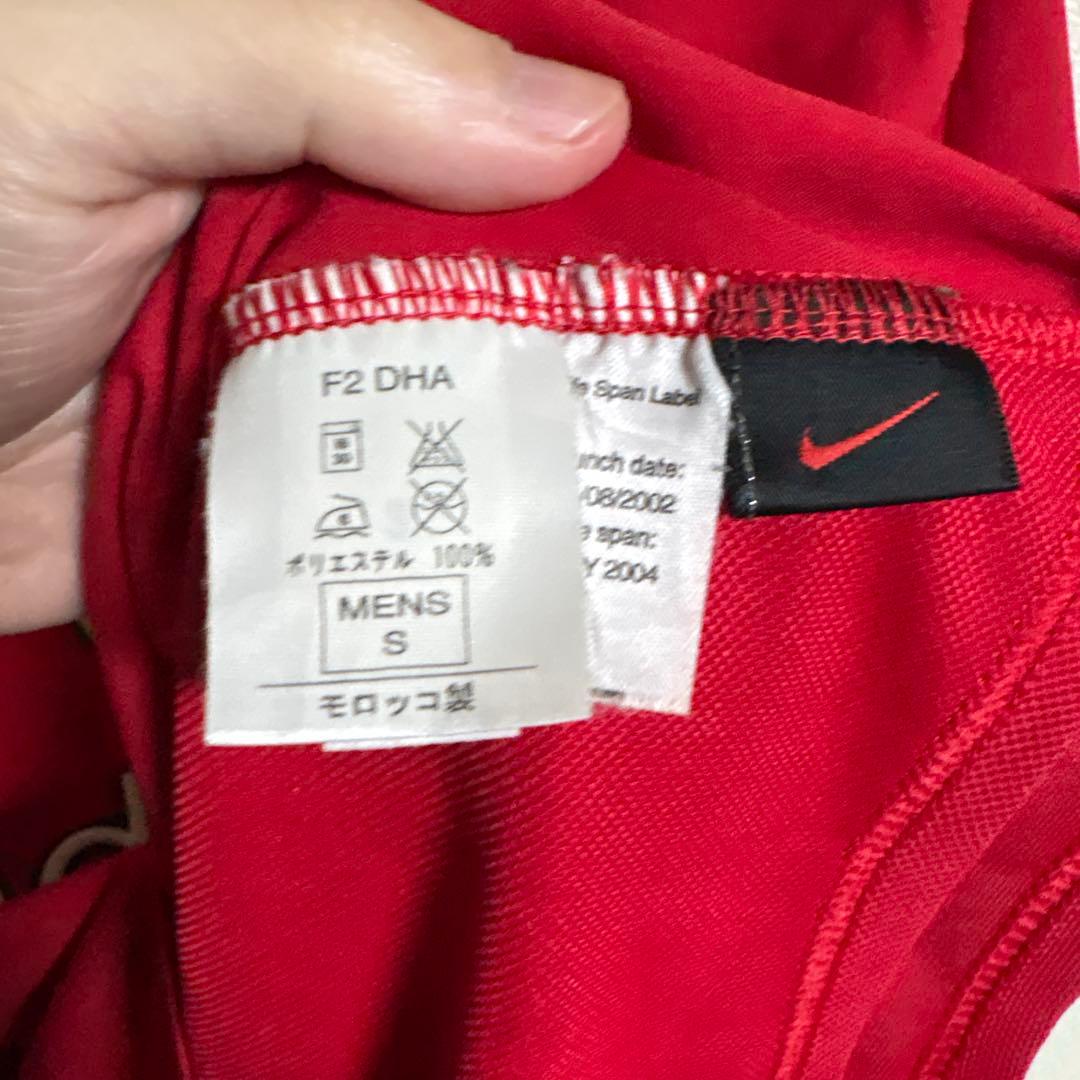 F2 DHA
ポリエステル 100%
MENS
S
モロッコ製
Span Label
nch date:
08/2002
span:
Y 2004